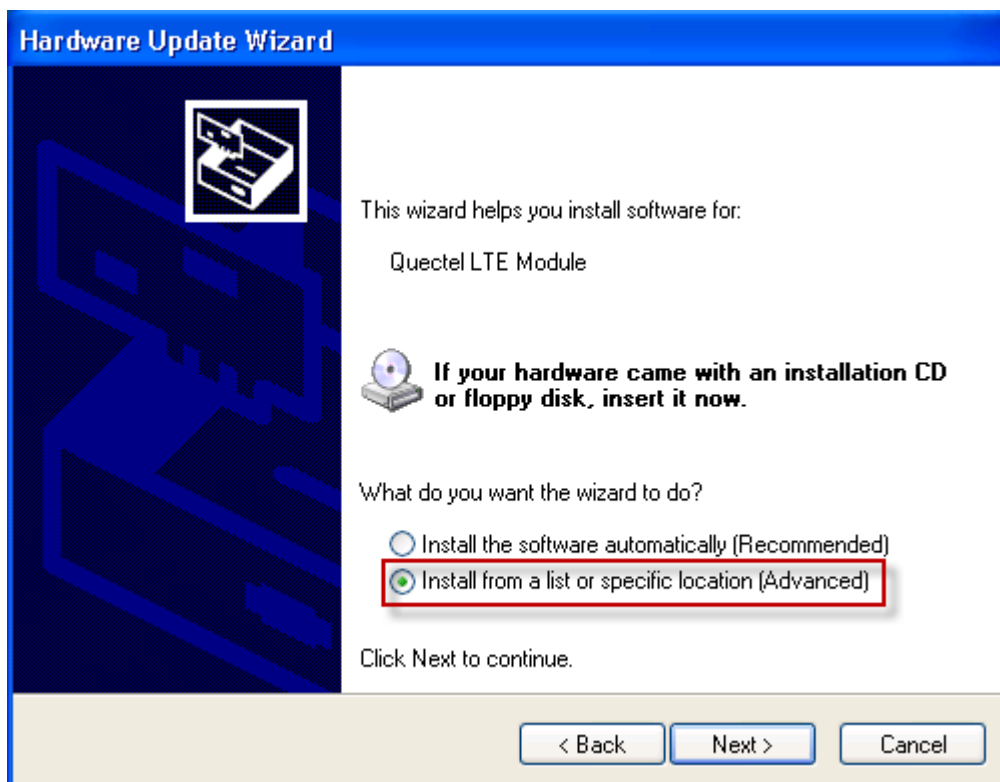 Hardware Update Wizard
This wizard helps you install software for:
Quectel LTE Module
If your hardware came with an installation CD
or floppy disk, insert it now.
What do you want the wizard to do?
Install the software automatically (Recommended)
Install from a list or specific location (Advanced)
Click Next to continue.
< Back Next > Cancel